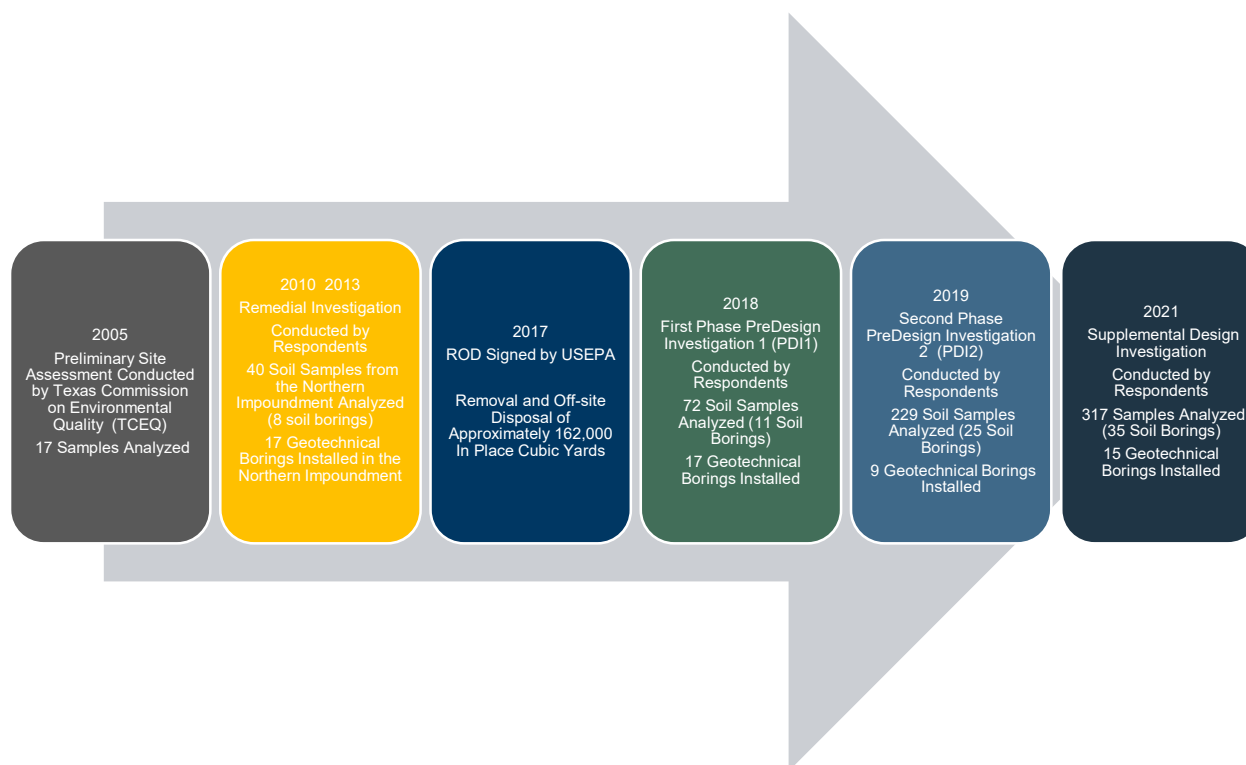 2005
Preliminary Site
Assessment Conducted
by Texas Commission
on Environmental
Quality (TCEQ)
17 Samples Analyzed
2010 2013
Remedial Investigation
Conducted by
Respondents
40 Soil Samples from
the Northern
Impoundment Analyzed
(8 soil borings)
17 Geotechnical
Borings Installed in the
Northern Impoundment
2017
ROD Signed by USEPA
Removal and Off-site
Disposal of
Approximately 162,000
In Place Cubic Yards
2018
First Phase PreDesign
Investigation 1 (PDI1)
Conducted by
Respondents
72 Soil Samples
Analyzed (11 Soil
Borings)
17 Geotechnical
Borings Installed
2019
Second Phase
PreDesign Investigation
2 (PDI2)
Conducted by
Respondents
229 Soil Samples
Analyzed (25 Soil
Borings)
9 Geotechnical Borings
Installed
2021
Supplemental Design
Investigation
Conducted by
Respondents
317 Samples Analyzed
(35 Soil Borings)
15 Geotechnical
Borings Installed